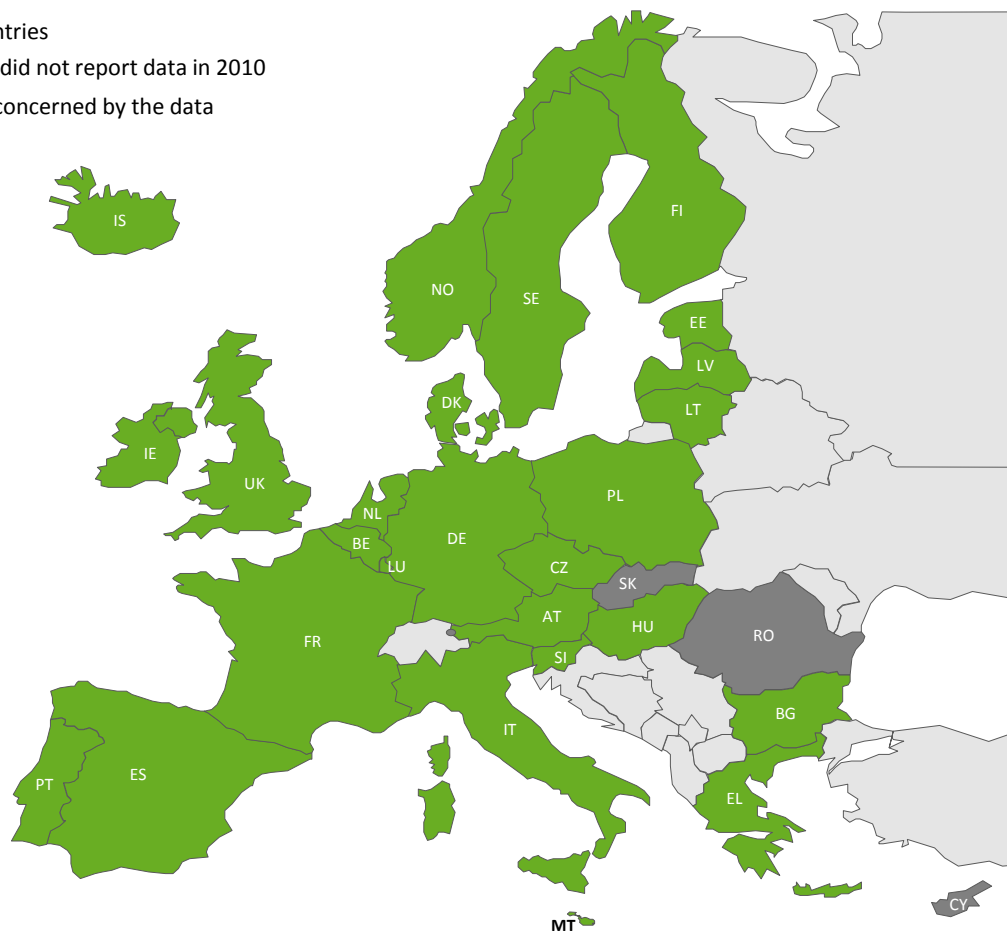 ntries
did not report data in 2010
concerned by the data
IS
FI
NO
SE
EE
LV
DK
LT
IE
UK
PL
NL
DE
BE
CZ
LU
SK
AT
HU
RO
FR
SI
BG
IT
ES
PT
EL
CY
MT